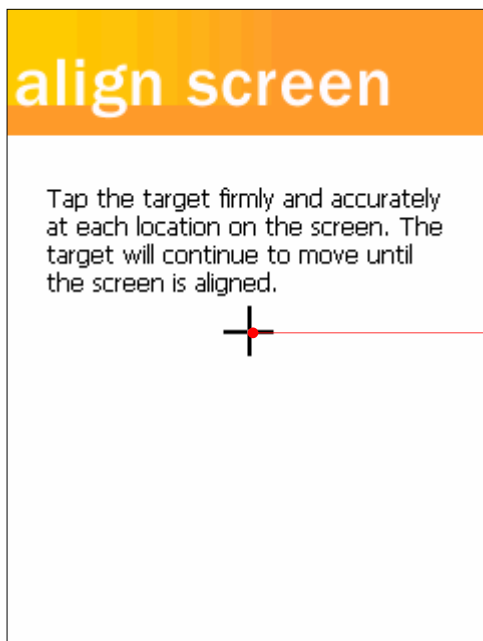 align screen
Tap the target firmly and accurately
at each location on the screen. The
target will continue to move until
the screen is aligned.